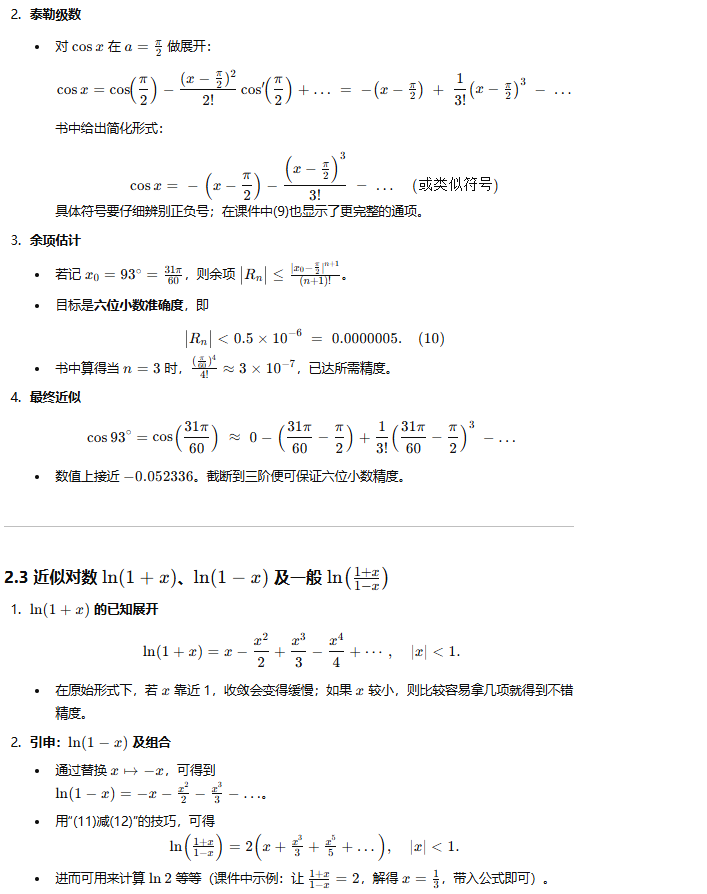 2. 泰勒级数
• 对 cos x 在 a = π/2 做展开：
cos x = cos(π/2) − (x − π/2)²/2! cos′(π/2) + … = −(x − π/2) + 1/3! (x − π/2)³ − …
书中给出简化形式：
cos x = −(x − π/2) − (x − π/2)³/3! − … (或类似符号)
具体符号要仔细辨别正负号；在课件中(9)也显示了更完整的通项。
3. 余项估计
• 若记 x₀ = 93° = 31π/60，则余项 |Rₙ| ≤ |x₀ − π/2|ⁿ⁺¹/(n+1)!。
• 目标是六位小数准确度，即
|Rₙ| < 0.5 × 10⁻⁶ = 0.0000005. (10)
• 书中算得当 n = 3 时，(π/60)⁴/4! ≈ 3 × 10⁻⁷，已达所需精度。
4. 最终近似
cos 93° = cos(31π/60) ≈ 0 − (31π/60 − π/2) + 1/3! (31π/60 − π/2)³ − …
• 数值上接近 −0.052336。截断到三阶便可保证六位小数精度。
2.3 近似对数 ln(1 + x)、ln(1 − x) 及一般 ln(1+x/1−x)
1. ln(1 + x) 的已知展开
ln(1 + x) = x − x²/2 + x³/3 − x⁴/4 + ⋯ , |x| < 1.
• 在原始形式下，若 x 靠近 1，收敛会变得缓慢；如果 x 较小，则比较容易拿几项就得到不错
精度。
2. 引申：ln(1 − x) 及组合
• 通过替换 x ↦ −x，可得到
ln(1 − x) = −x − x²/2 − x³/3 − …。
• 用“(11)减(12)”的技巧，可得
ln(1+x/1−x) = 2(x + x³/3 + x⁵/5 + …), |x| < 1.
• 进而可用来计算 ln 2 等等（课件中示例：让 1+x/1−x = 2，解得 x = 1/3，带入公式即可）。